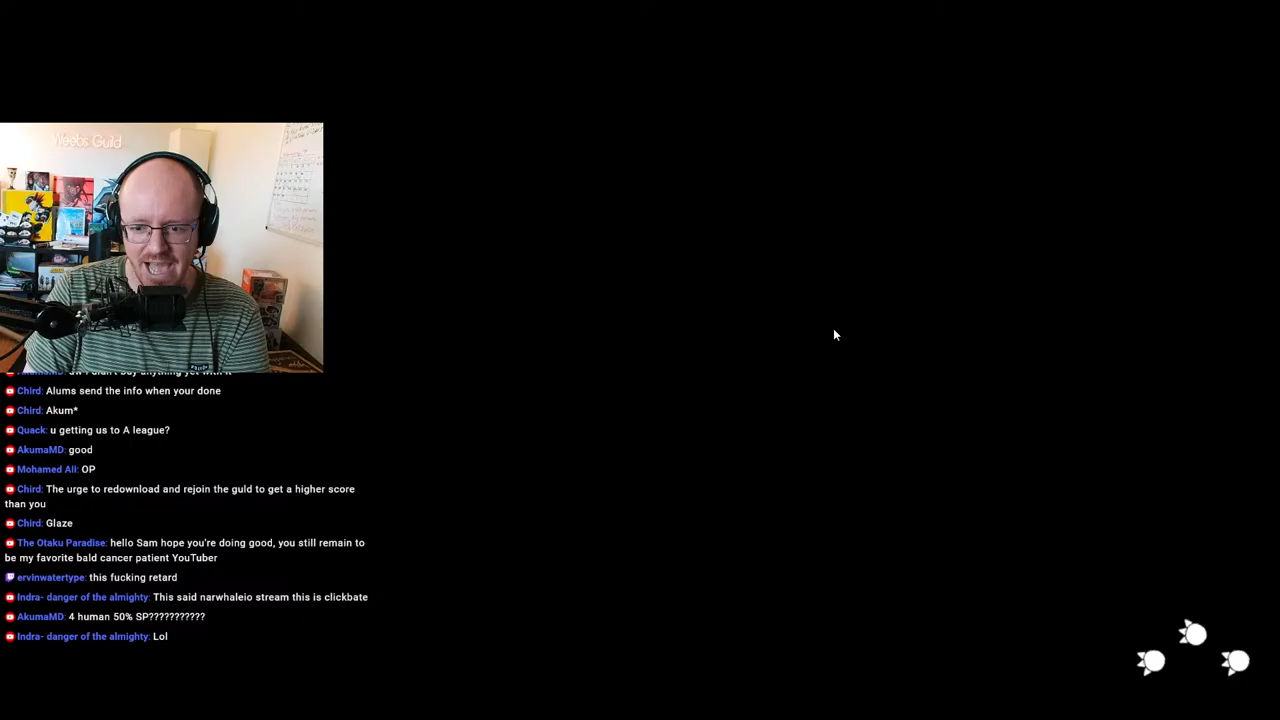 Weebs Guild
Chird: Alums send the info when your done
Chird: Akum*
Quack: u getting us to A league?
AkumaMD: good
Mohamed Ali: OP
Chird: The urge to redownload and rejoin the guld to get a higher score
than you
Chird: Glaze
The Otaku Paradise: hello Sam hope you're doing good, you still remain to
be my favorite bald cancer patient YouTuber
ervinwatertype: this fucking retard
Indra- danger of the almighty: This said narwhaleio stream this is clickbate
AkumaMD: 4 human 50% SP???????????
Indra- danger of the almighty: Lol